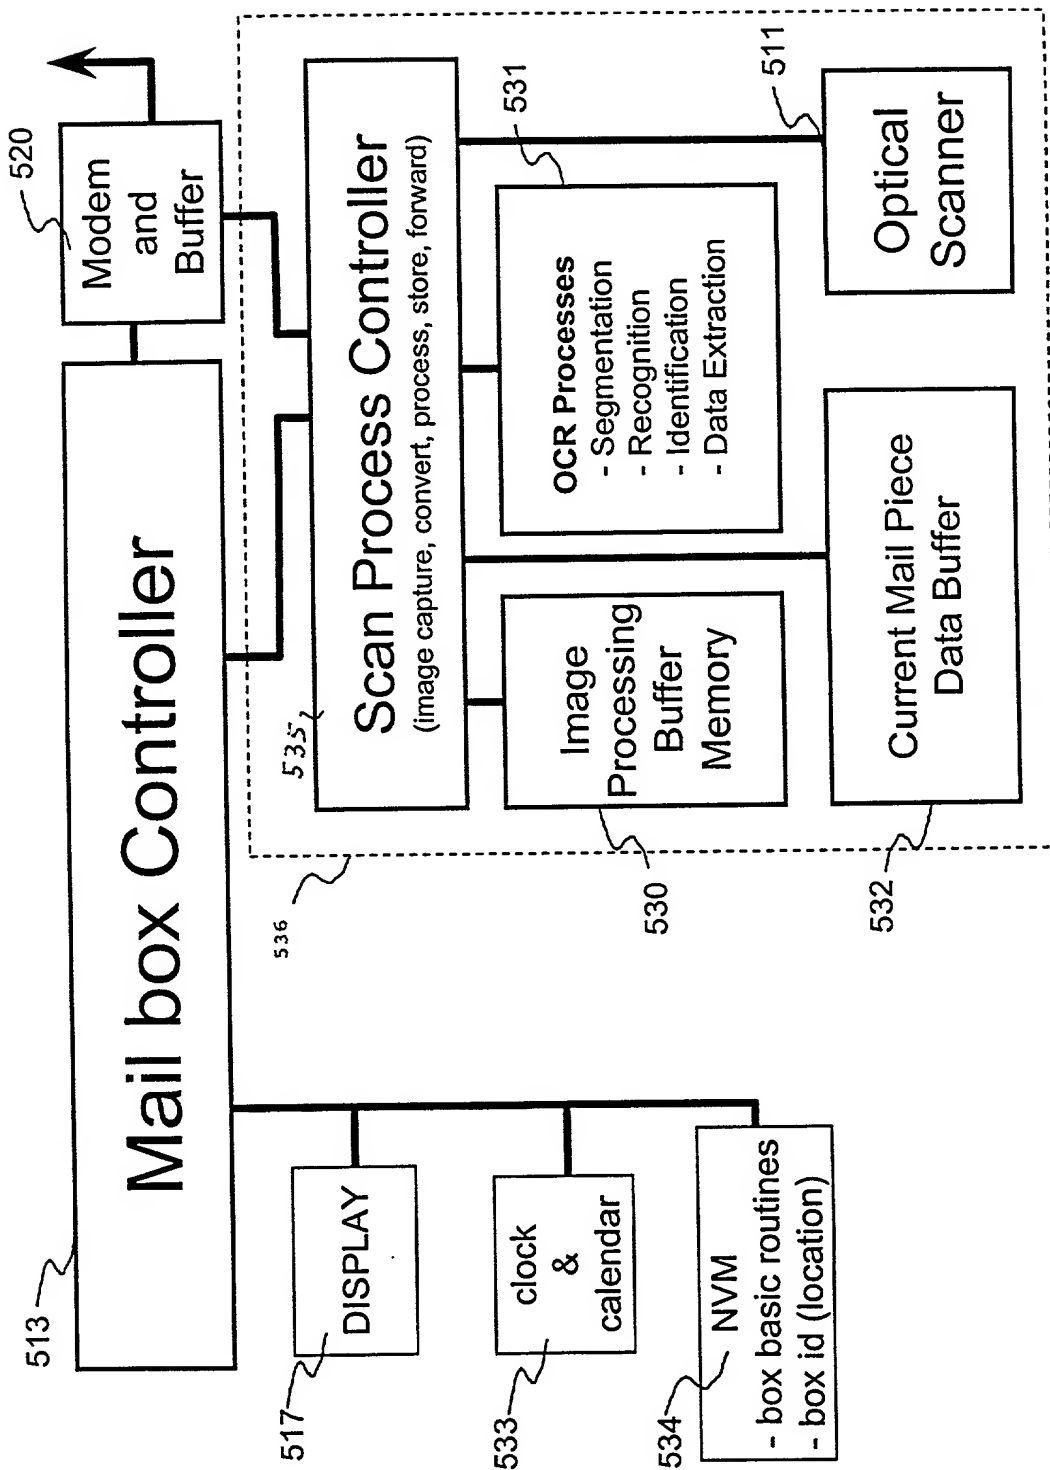 513
Mail box Controller
520
Modem
and
Buffer
517
DISPLAY
533
clock
&
calendar
534
NVM
- box basic routines
- box id (location)
536
535
Scan Process Controller
(image capture, convert, process, store, forward)
530
Image
Processing
Buffer
Memory
531
OCR Processes
- Segmentation
- Recognition
- Identification
- Data Extraction
532
Current Mail Piece
Data Buffer
511
Optical
Scanner